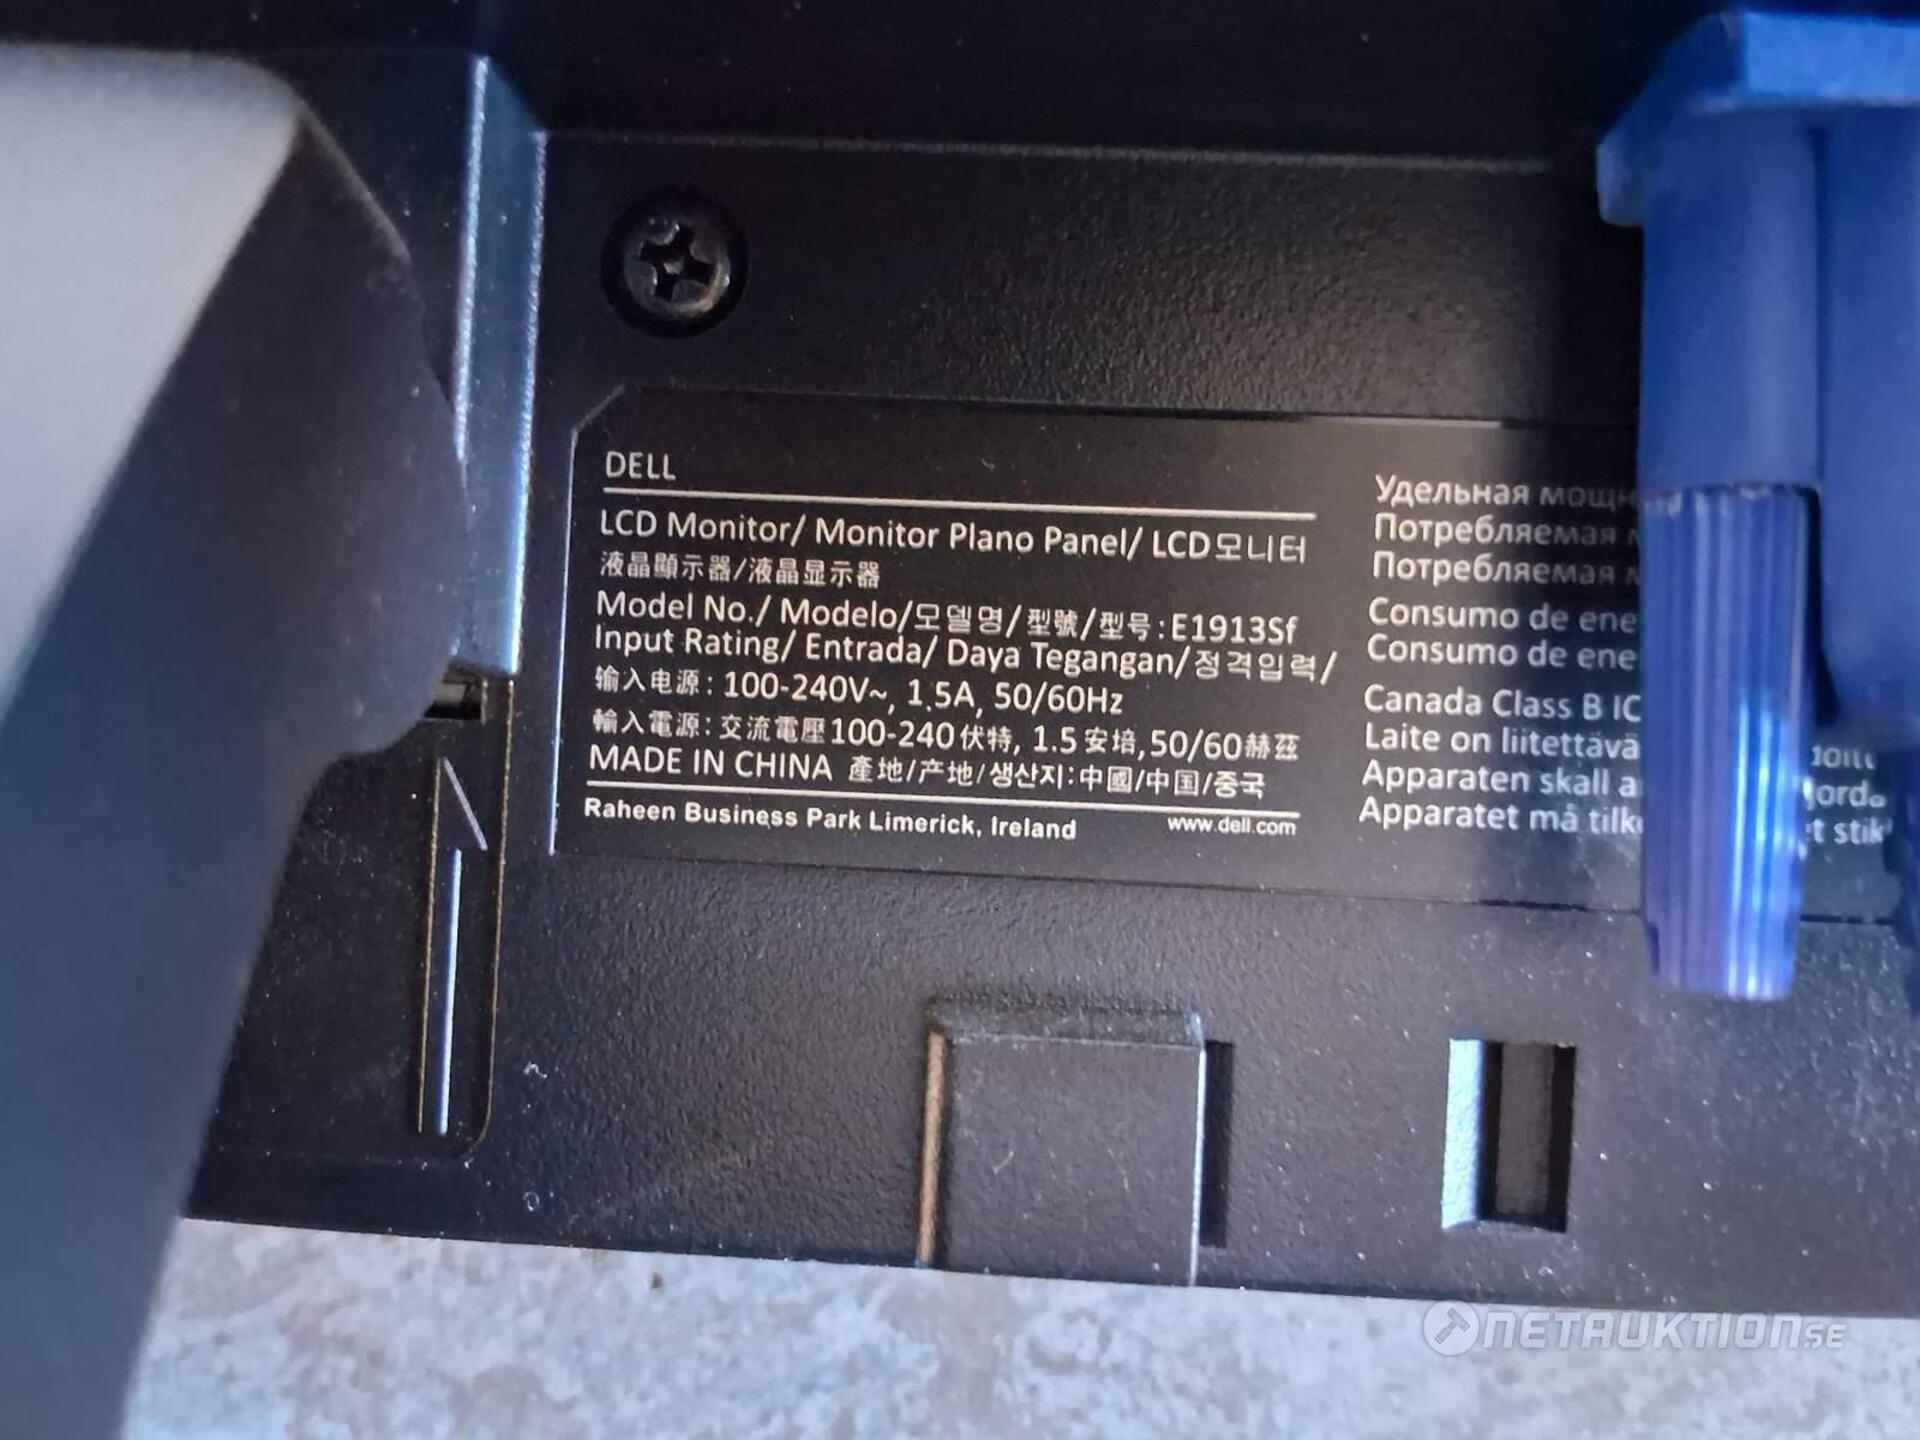 DELL
LCD Monitor/ Monitor Plano Panel/ LCD모니터
液晶顯示器/液晶显示器
Model No./ Modelo/모델명/型號/型号:E1913Sf
Input Rating/ Entrada/ Daya Tegangan/정격입력/
输入电源: 100-240V~, 1.5A, 50/60Hz
輸入電源: 交流電壓100-240伏特, 1.5安培,50/60赫茲
MADE IN CHINA 產地/产地/생산지:中國/中国/중국
Raheen Business Park Limerick, Ireland www.dell.com
Удельная
Потребляемая
Потребляемая
Consumo de
Consumo de
Canada Class B
Laite on
Apparaten skall
Apparatet må
NETAUKTION.SE